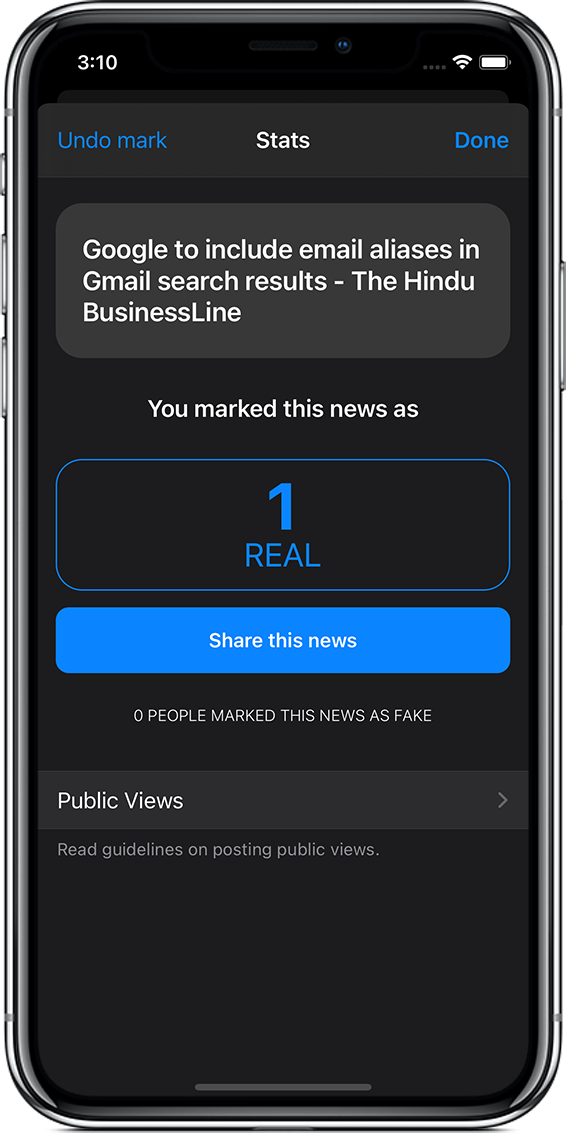 3:10
Undo mark
Stats
Done
Google to include email aliases in
Gmail search results - The Hindu
BusinessLine
You marked this news as
1
REAL
Share this news
0 PEOPLE MARKED THIS NEWS AS FAKE
Public Views
Read guidelines on posting public views.